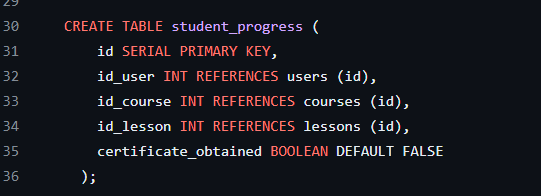 29
30 CREATE TABLE student_progress (
31 id SERIAL PRIMARY KEY,
32 id_user INT REFERENCES users (id),
33 id_course INT REFERENCES courses (id),
34 id_lesson INT REFERENCES lessons (id),
35 certificate_obtained BOOLEAN DEFAULT FALSE
36 );